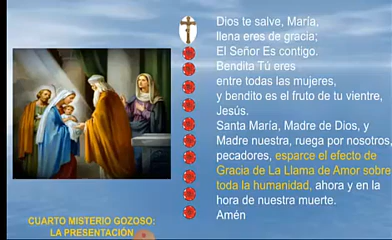 Dios te salve, María,
llena eres de gracia;
El Señor Es contigo.
Bendita Tú eres
entre todas las mujeres,
y bendito es el fruto de tu vientre,
Jesús.
Santa María, Madre de Dios, y
Madre nuestra, ruega por nosotros,
pecadores, esparce el efecto de
Gracia de La Llama de Amor sobre
toda la humanidad, ahora y en la
hora de nuestra muerte.
Amén
CUARTO MISTERIO GOZOSO:
LA PRESENTACIÓN